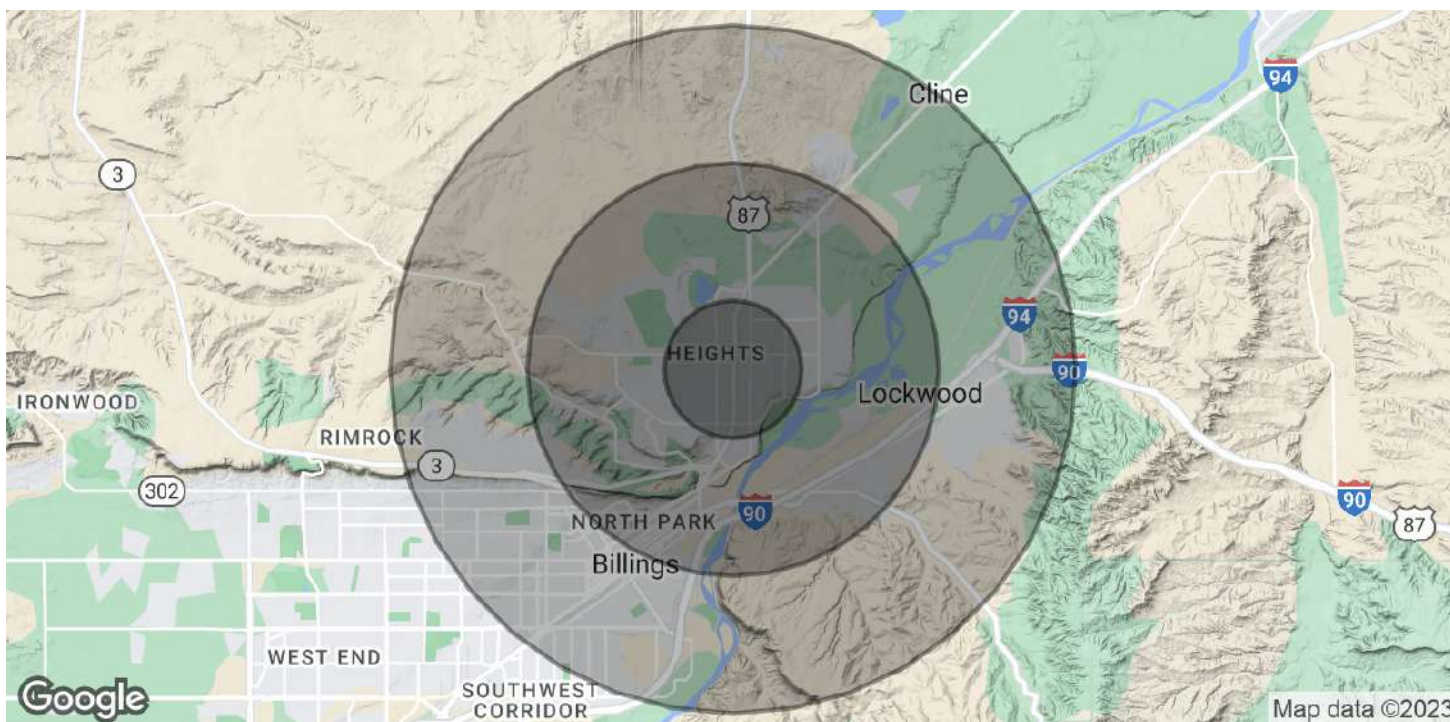 94
Cline
3
87
94
HEIGHTS
90
Lockwood
IRONWOOD
RIMROCK
3
302
90
87
90
NORTH PARK
Billings
WEST END
SOUTHWEST
CORRIDOR
Google
Map data ©2023